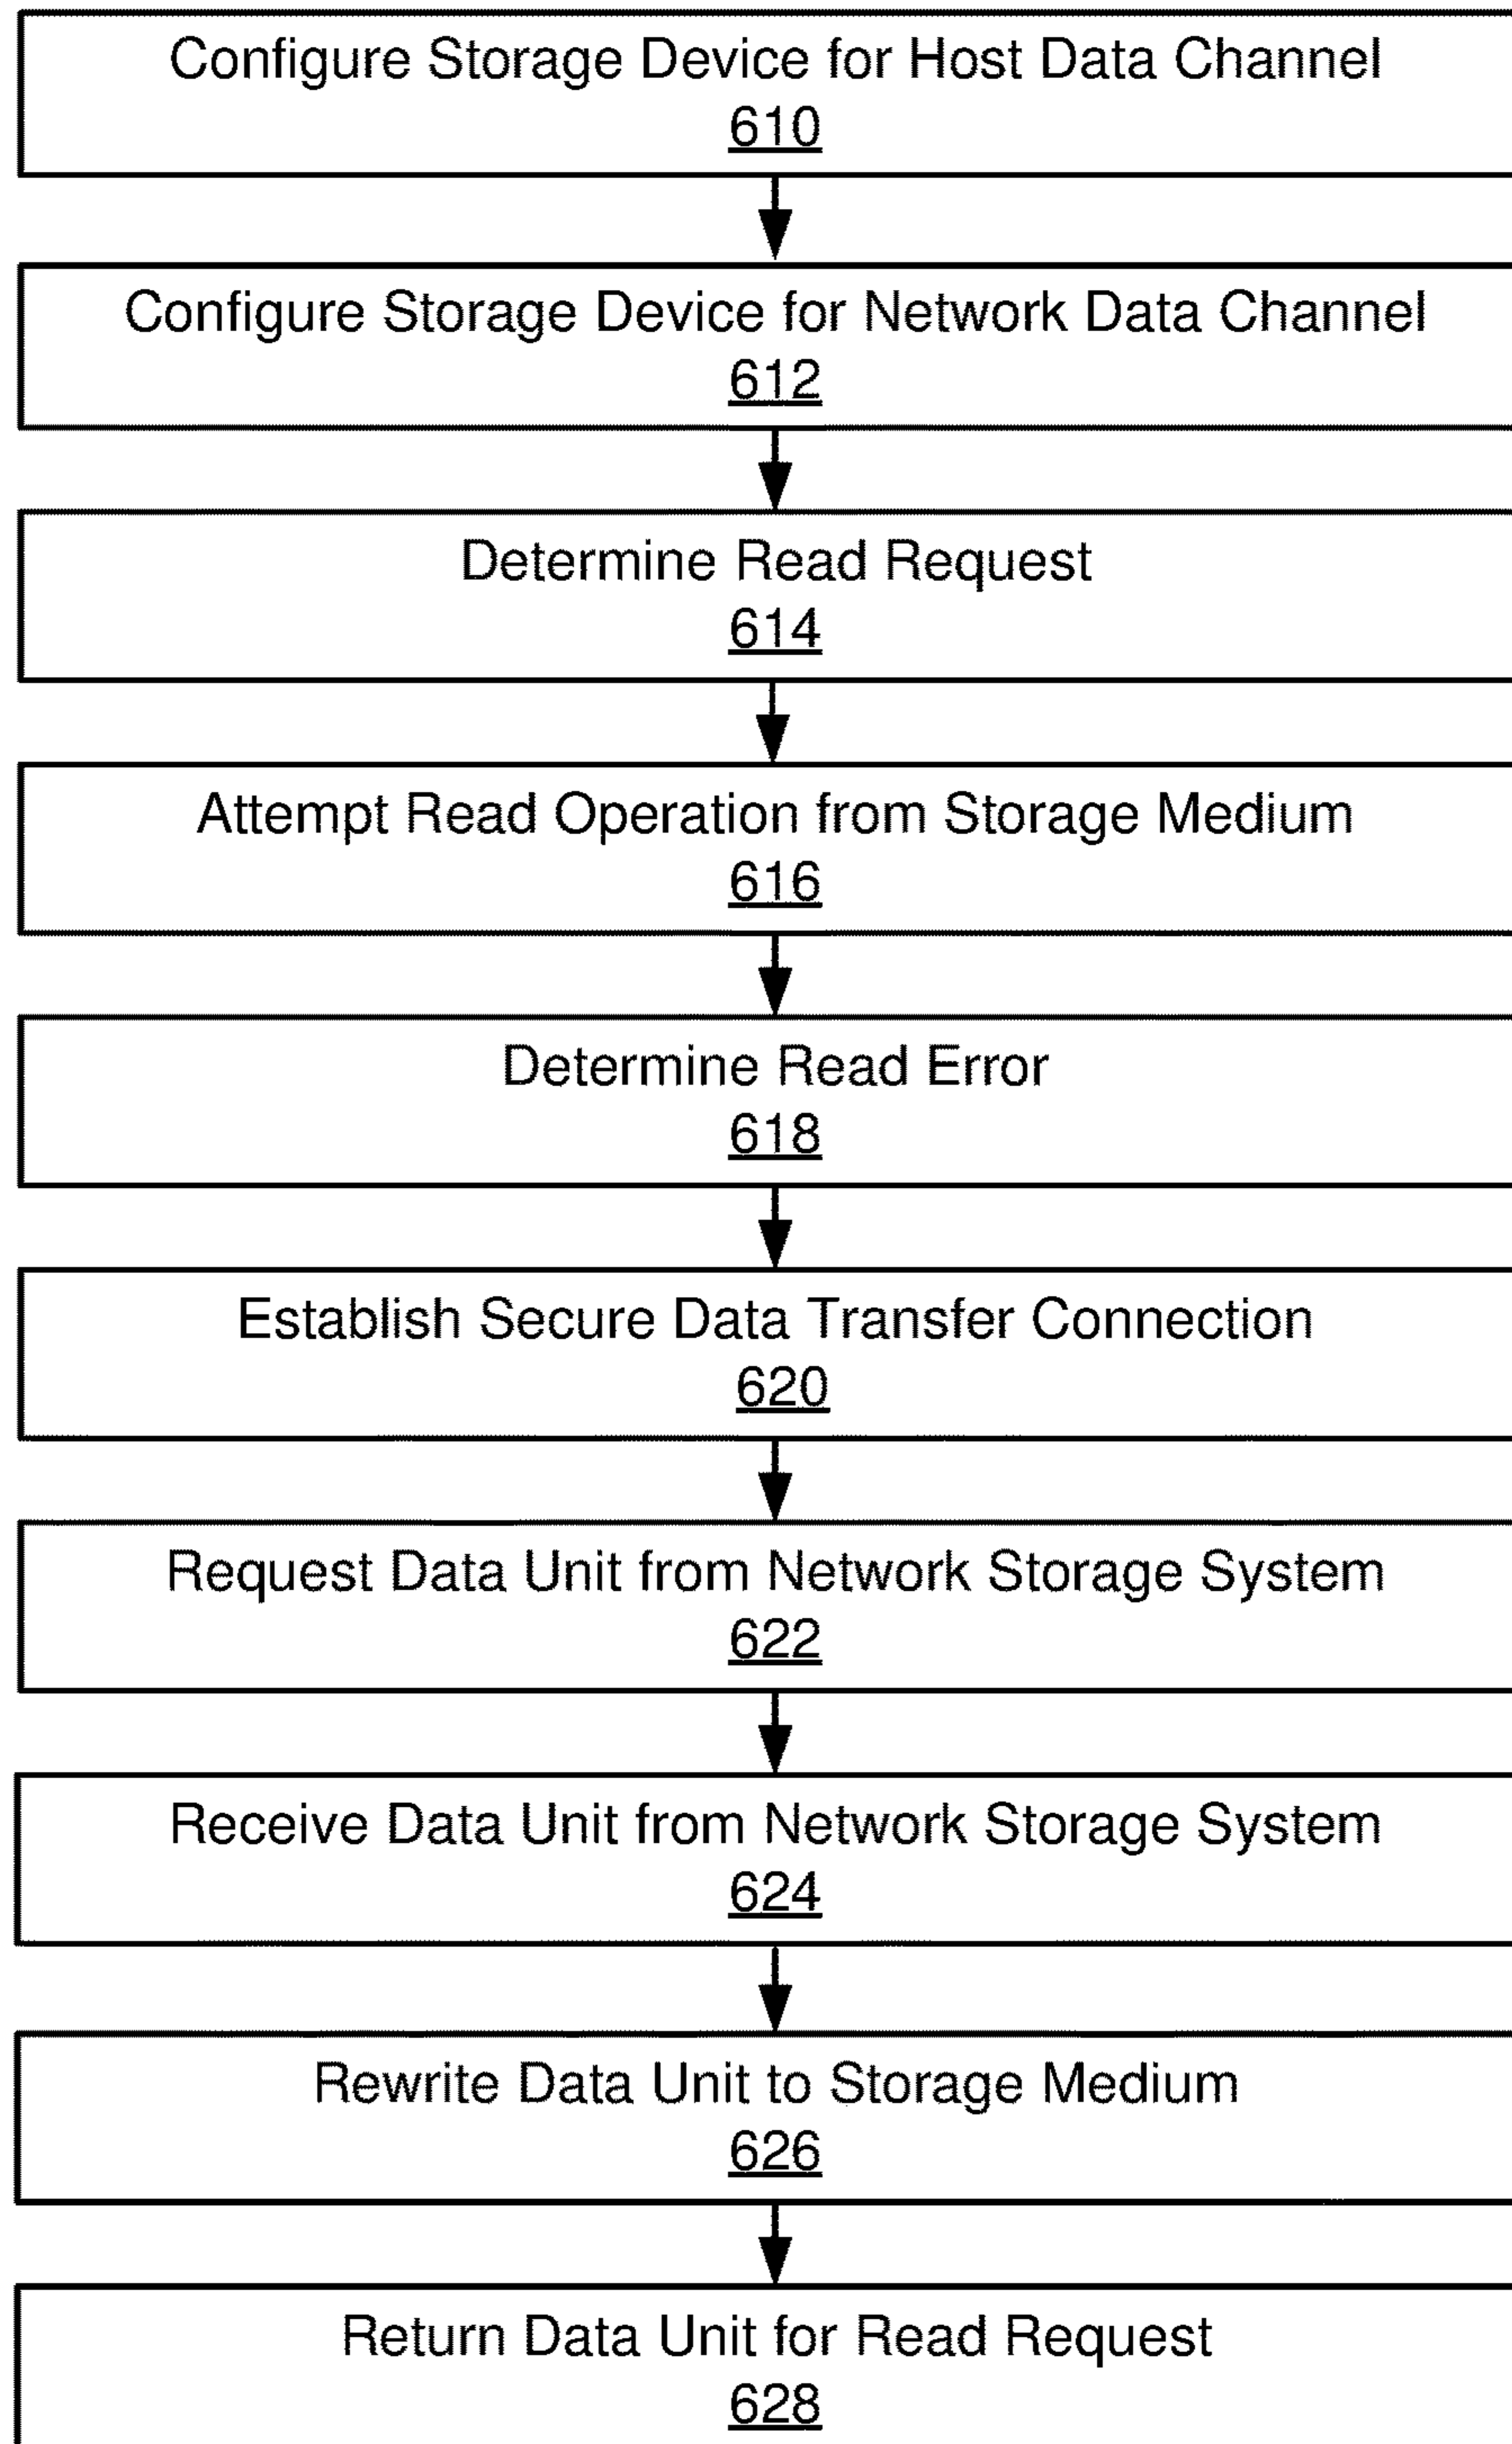 Configure Storage Device for Host Data Channel
610
Configure Storage Device for Network Data Channel
612
Determine Read Request
614
Attempt Read Operation from Storage Medium
616
Determine Read Error
618
Establish Secure Data Transfer Connection
620
Request Data Unit from Network Storage System
622
Receive Data Unit from Network Storage System
624
Rewrite Data Unit to Storage Medium
626
Return Data Unit for Read Request
628